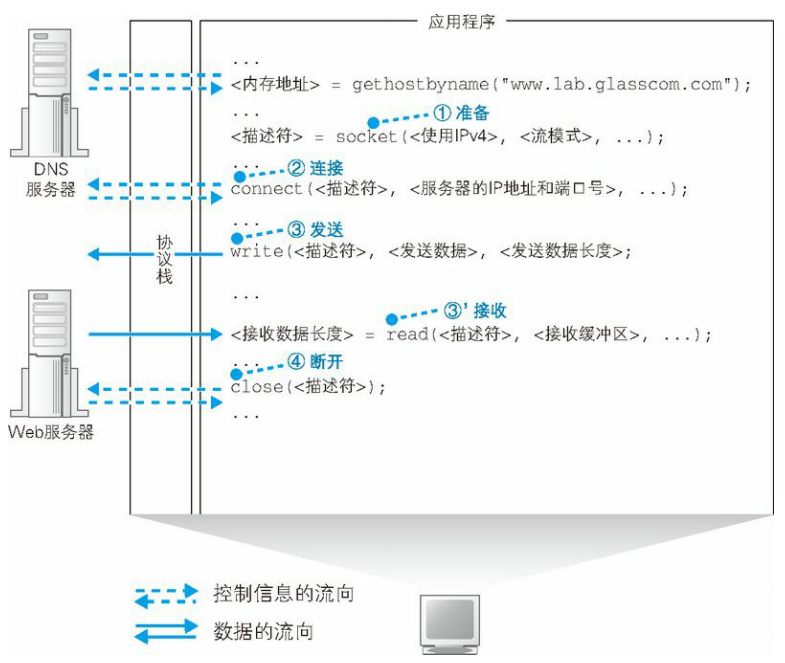 应用程序
...
<内存地址> = gethostbyname("www.lab.glasscom.com");
...
①准备
<描述符> = socket(<使用IPv4>, <流模式>, ...);
...
②连接
connect(<描述符>, <服务器的IP地址和端口号>, ...);
...
③发送
write(<描述符>, <发送数据>, <发送数据长度>;
...
③’接收
<接收数据长度> = read(<描述符>, <接收缓冲区>, ...);
...
④断开
close(<描述符>);
...
DNS
服务器
协
议
栈
Web服务器
控制信息的流向
数据的流向